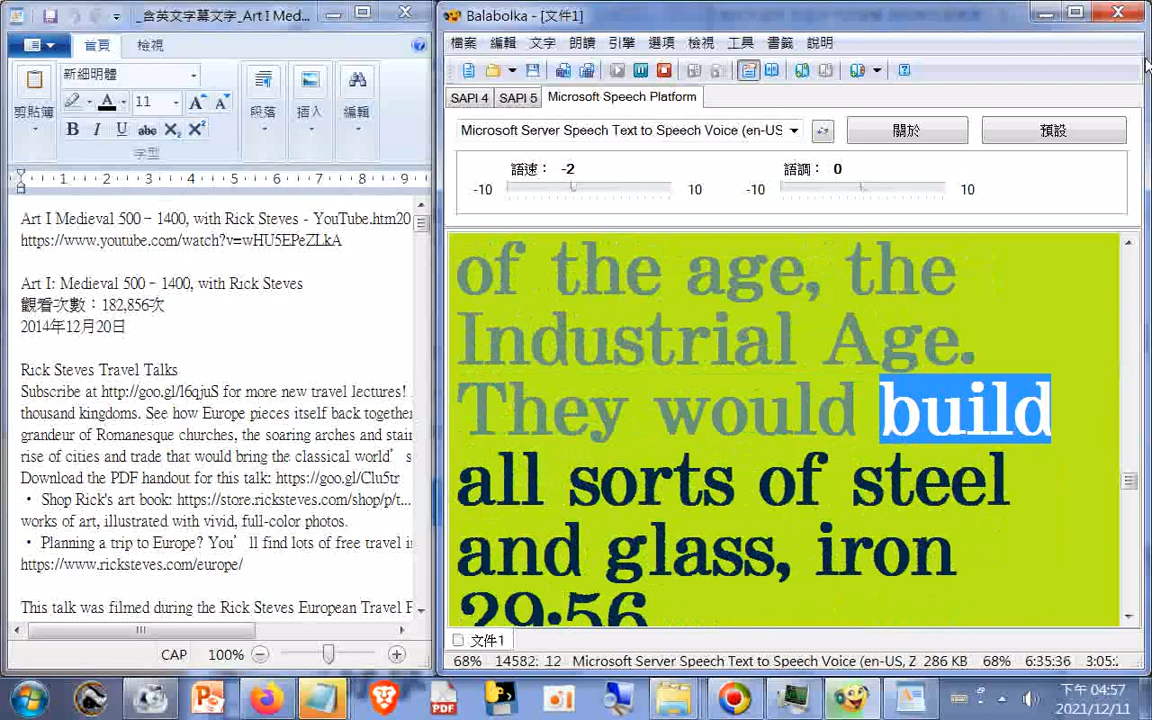 _含英文字幕文字_Art I Med...
首頁
檢視
剪貼簿
新細明體
11
B I U abc X₂ X²
字型
段落
插入
編輯
1 2 3 4 5 6 7 8 9
Art I Medieval 500–1400, with Rick Steves - YouTube.htm20
https://www.youtube.com/watch?v=wHU5EPeZLkA
Art I: Medieval 500–1400, with Rick Steves
觀看次數：182,856次
2014年12月20日
Rick Steves Travel Talks
Subscribe at http://goo.gl/l6qjuS for more new travel lectures!
thousand kingdoms. See how Europe pieces itself back together
grandeur of Romanesque churches, the soaring arches and stain
rise of cities and trade that would bring the classical world’s
Download the PDF handout for this talk: https://goo.gl/Clu5tr
• Shop Rick's art book: https://store.ricksteves.com/shop/p/t...
works of art, illustrated with vivid, full-color photos.
• Planning a trip to Europe? You’ll find lots of free travel i
https://www.ricksteves.com/europe/
This talk was filmed during the Rick Steves European Travel F
CAP 100%
Balabolka - [文件1]
檔案 編輯 文字 朗讀 引擎 選項 檢視 工具 書籤 說明
SAPI 4 SAPI 5 Microsoft Speech Platform
Microsoft Server Speech Text to Speech Voice (en-US
關於
預設
語速： -2
-10 10
語調： 0
-10 10
of the age, the
Industrial Age.
They would build
all sorts of steel
and glass, iron
29:56
文件1
68% 14582: 12 Microsoft Server Speech Text to Speech Voice (en-US, Z 286 KB 68% 6:35:36 3:05:
PDF
下午 04:57
2021/12/11